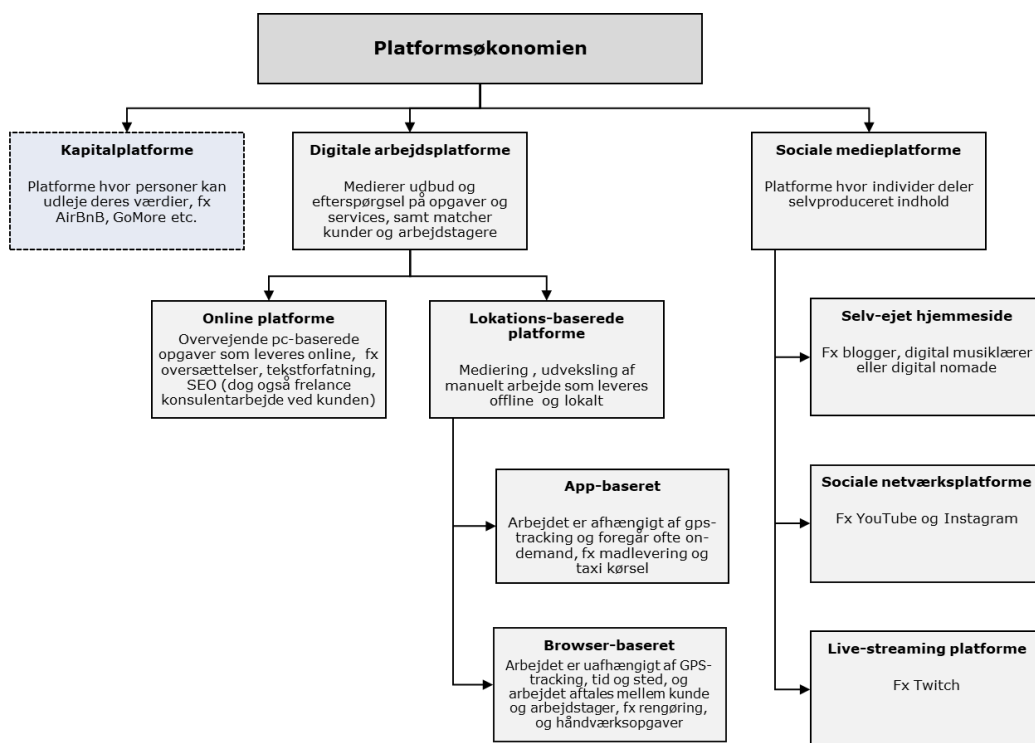 Platformsøkonomien
Kapitalplatforme
Platforme hvor personer kan
udleje deres værdier, fx
AirBnB, GoMore etc.
Digitale arbejdsplatforme
Medierer udbud og
efterspørgsel på opgaver og
services, samt matcher
kunder og arbejdstagere
Sociale medieplatforme
Platforme hvor individer deler
selvproduceret indhold
Online platforme
Overvejende pc-baserede
opgaver som leveres online,  fx
oversættelser, tekstforfatning,
SEO (dog også frelance
konsulentarbejde ved kunden)
Lokations-baserede
platforme
Mediering , udveksling af
manuelt arbejde som leveres
offline  og lokalt
Selv-ejet hjemmeside
Fx blogger, digital musiklærer
eller digital nomade
App-baseret
Arbejdet er afhængigt af gps-
tracking og foregår ofte on-
demand, fx madlevering og
taxi kørsel
Sociale netværksplatforme
Fx YouTube og Instagram
Browser-baseret
Arbejdet er uafhængigt af GPS-
tracking, tid og sted, og
arbejdet aftales mellem kunde
og arbejdstager, fx rengøring,
og håndværksopgaver
Live-streaming platforme
Fx Twitch